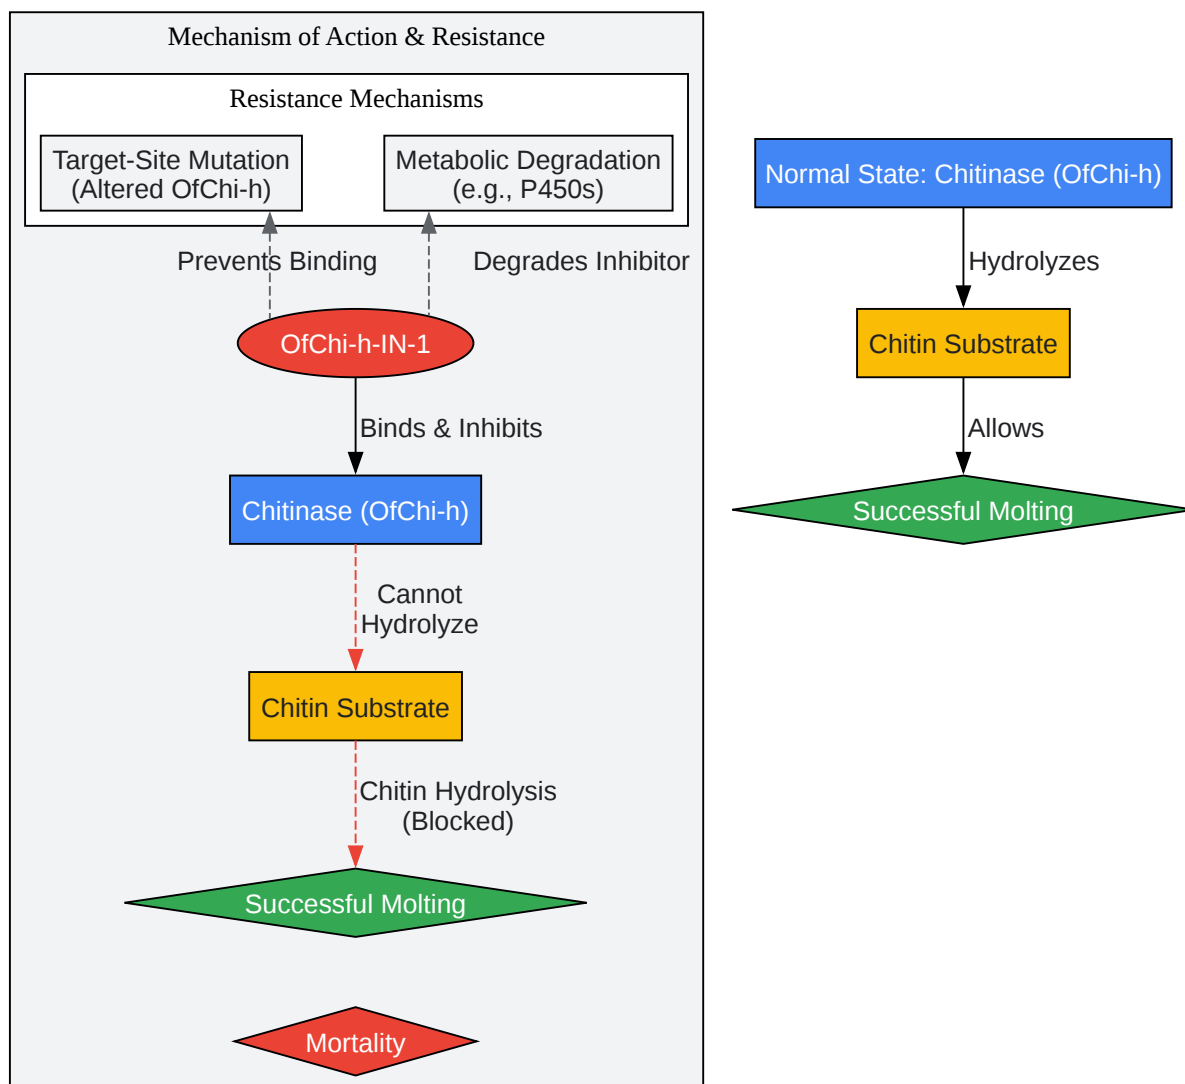 Mechanism of Action & Resistance
Resistance Mechanisms
Target-Site Mutation
(Altered OfChi-h)
Metabolic Degradation
(e.g., P450s)
Prevents Binding
Degrades Inhibitor
OfChi-h-IN-1
Binds & Inhibits
Chitinase (OfChi-h)
Cannot
Hydrolyze
Chitin Substrate
Chitin Hydrolysis
(Blocked)
Successful Molting
Mortality
Normal State: Chitinase (OfChi-h)
Hydrolyzes
Chitin Substrate
Allows
Successful Molting